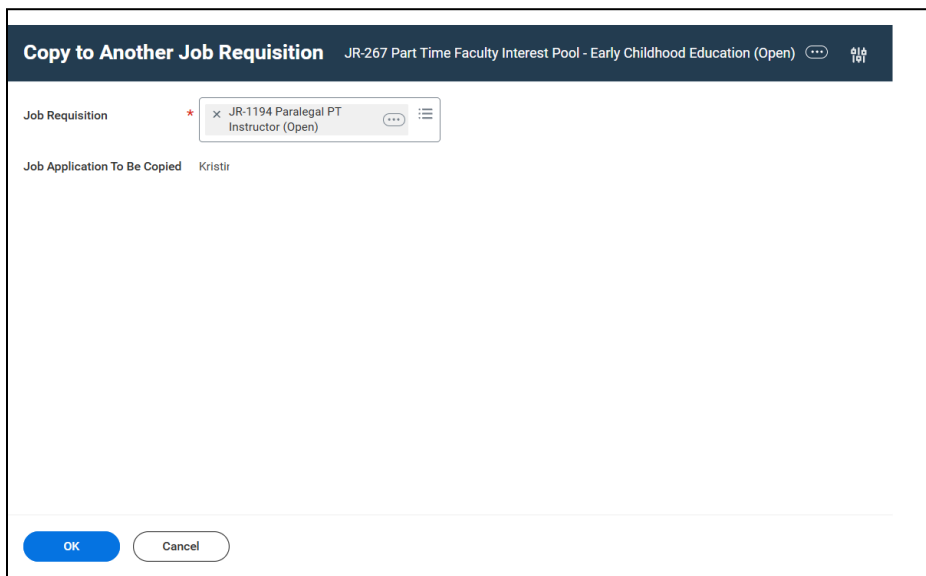 Copy to Another Job Requisition JR-267 Part Time Faculty Interest Pool - Early Childhood Education (Open)
Job Requisition * × JR-1194 Paralegal PT
Instructor (Open)
Job Application To Be Copied
OK Cancel